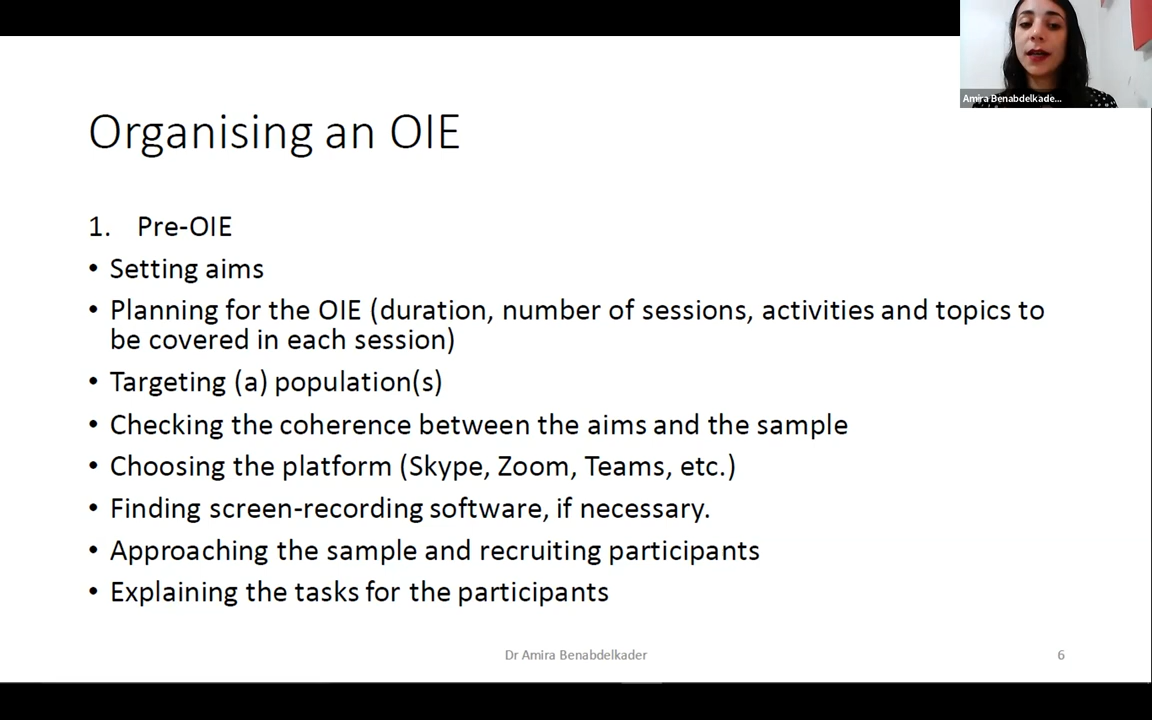 Amira Benabdelkade...
Organising an OIE
1. Pre-OIE
• Setting aims
• Planning for the OIE (duration, number of sessions, activities and topics to
be covered in each session)
• Targeting (a) population(s)
• Checking the coherence between the aims and the sample
• Choosing the platform (Skype, Zoom, Teams, etc.)
• Finding screen-recording software, if necessary.
• Approaching the sample and recruiting participants
• Explaining the tasks for the participants
Dr Amira Benabdelkader
6